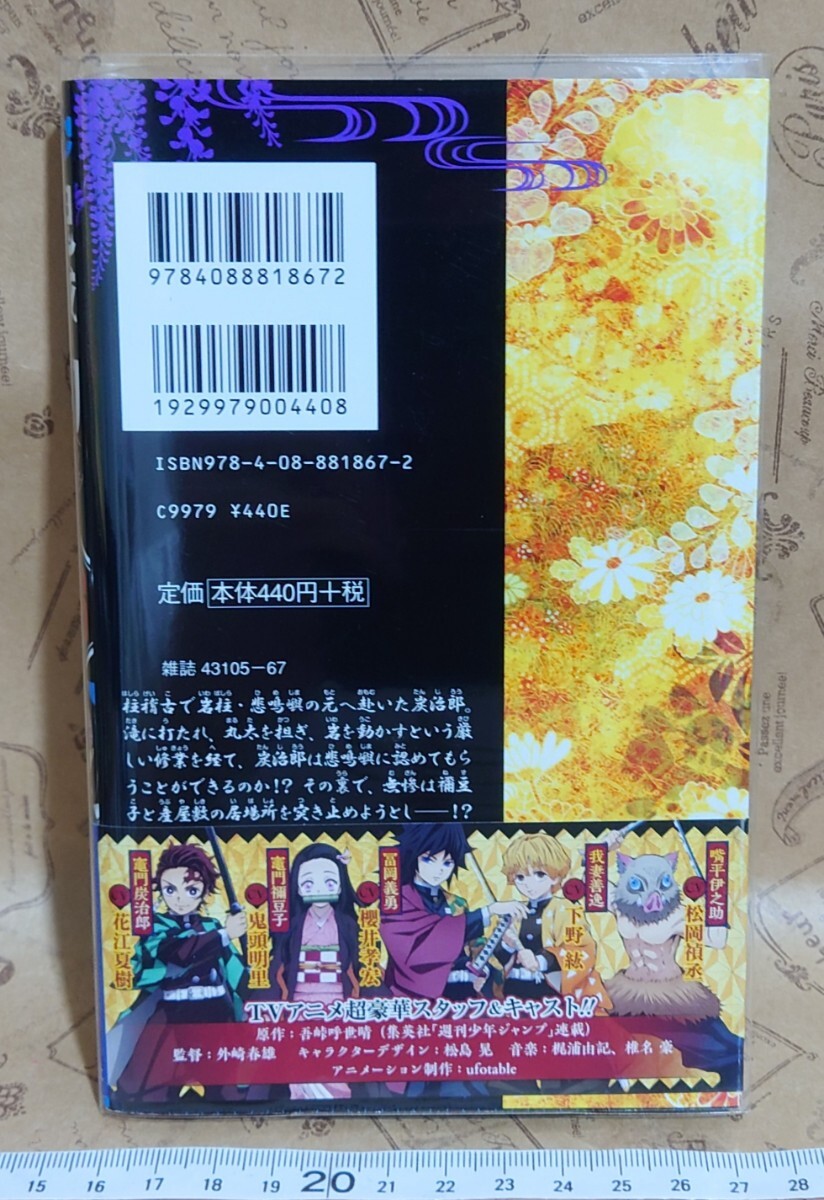 9784088818672
1929979004408
ISBN978-4-08-881867-2
C9979 ¥440E
定価 本体440円+税
雑誌 43105-67
柱稽古で岩柱・悲鳴嶼の元へ赴いた炭治郎。
滝に打たれ、丸太を担ぎ、岩を動かすという厳
しい修業を経て、炭治郎は悲鳴嶼に認めてもら
うことができるのか!? その裏で、無惨は禰豆
子と産屋敷の居場所を突き止めようとし――!?
竈門炭治郎
CV
花江夏樹
竈門禰豆子
CV
鬼頭明里
冨岡義勇
CV
櫻井孝宏
我妻善逸
CV
下野 紘
嘴平伊之助
CV
松岡禎丞
TVアニメ超豪華スタッフ&キャスト!!
原作：吾峠呼世晴（集英社「週刊少年ジャンプ」連載）
監督：外崎春雄 キャラクターデザイン：松島 晃 音楽：梶浦由記、椎名 豪
アニメーション制作：ufotable
15 16 17 18 19 20 21 22 23 24 25 26 27 28